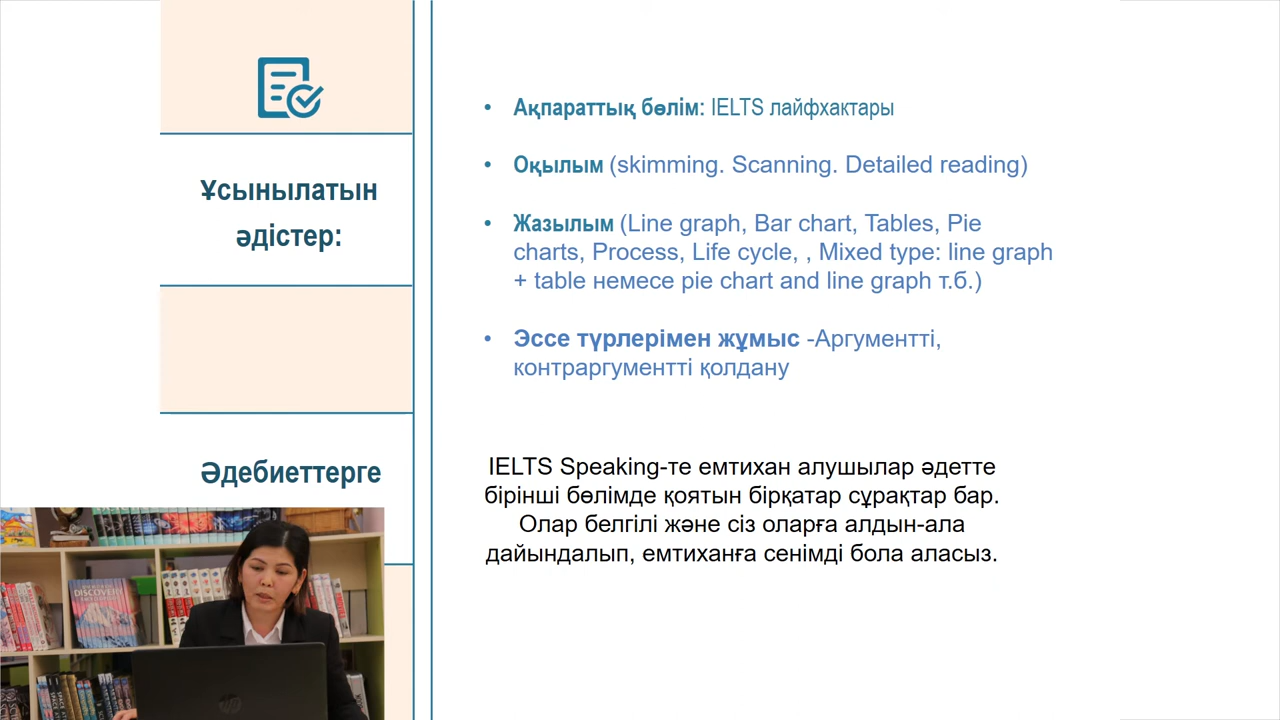 Ұсынылатын
әдістер:
Әдебиеттерге
• Ақпараттық бөлім: IELTS лайфхактары
• Оқылым (skimming. Scanning. Detailed reading)
• Жазылым (Line graph, Bar chart, Tables, Pie
charts, Process, Life cycle, , Mixed type: line graph
+ table немесе pie chart and line graph т.б.)
• Эссе түрлерімен жұмыс -Аргументті,
контраргументті қолдану
IELTS Speaking-те емтихан алушылар әдетте
бірінші бөлімде қоятын бірқатар сұрақтар бар.
Олар белгілі және сіз оларға алдын-ала
дайындалып, емтиханға сенімді бола аласыз.
DISCOVER